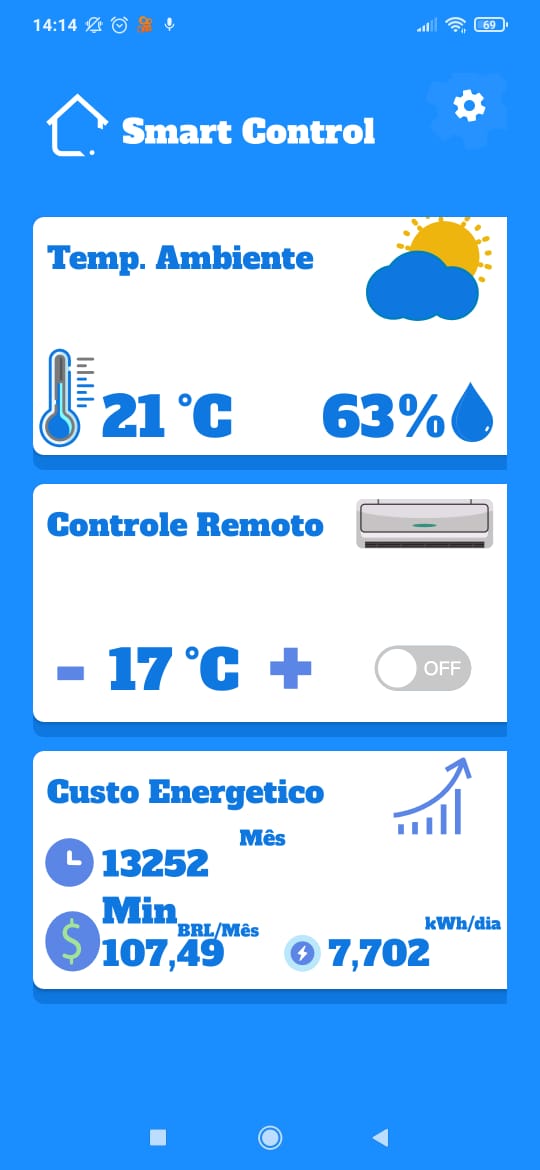 14:14
69
Smart Control
Temp. Ambiente
21 °C
63%
Controle Remoto
- 17 °C +
OFF
Custo Energetico
Mês
13252
Min
BRL/Mês
kWh/dia
107,49
7,702